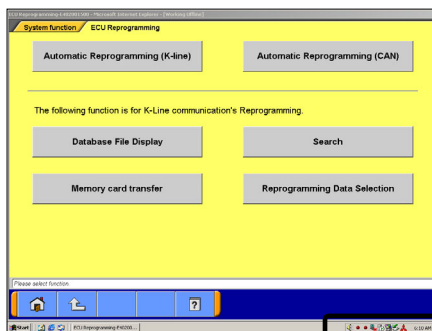 System function
ECU Reprogramming
Automatic Reprogramming (K-line)
Automatic Reprogramming (CAN)
The following function is for K-Line communication's Reprogramming.
Database File Display
Search
Memory card transfer
Reprogramming Data Selection
Please select function.
?
Start